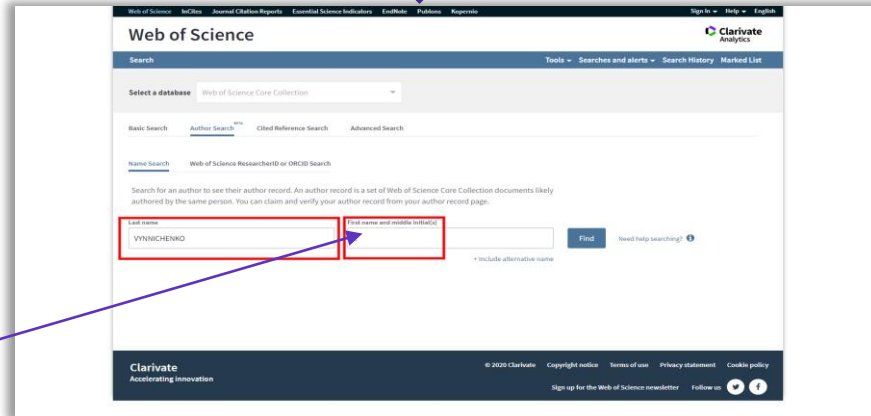 Web of Science InCites Journal Citation Reports Essential Science Indicators EndNote Publons Kopernio Sign In Help English
Web of Science
Clarivate
Analytics
Search Tools Searches and alerts Search History Marked List
Select a database Web of Science Core Collection
Basic Search Author Search BETA Cited Reference Search Advanced Search
Name Search Web of Science ResearcherID or ORCID Search
Search for an author to see their author record. An author record is a set of Web of Science Core Collection documents likely
authored by the same person. You can claim and verify your author record from your author record page.
Last name First name and middle initial(s)
VYNNICHENKO Find Need help searching?
+ Include alternative name
Clarivate © 2020 Clarivate Copyright notice Terms of use Privacy statement Cookie policy
Accelerating innovation
Sign up for the Web of Science newsletter Follow us